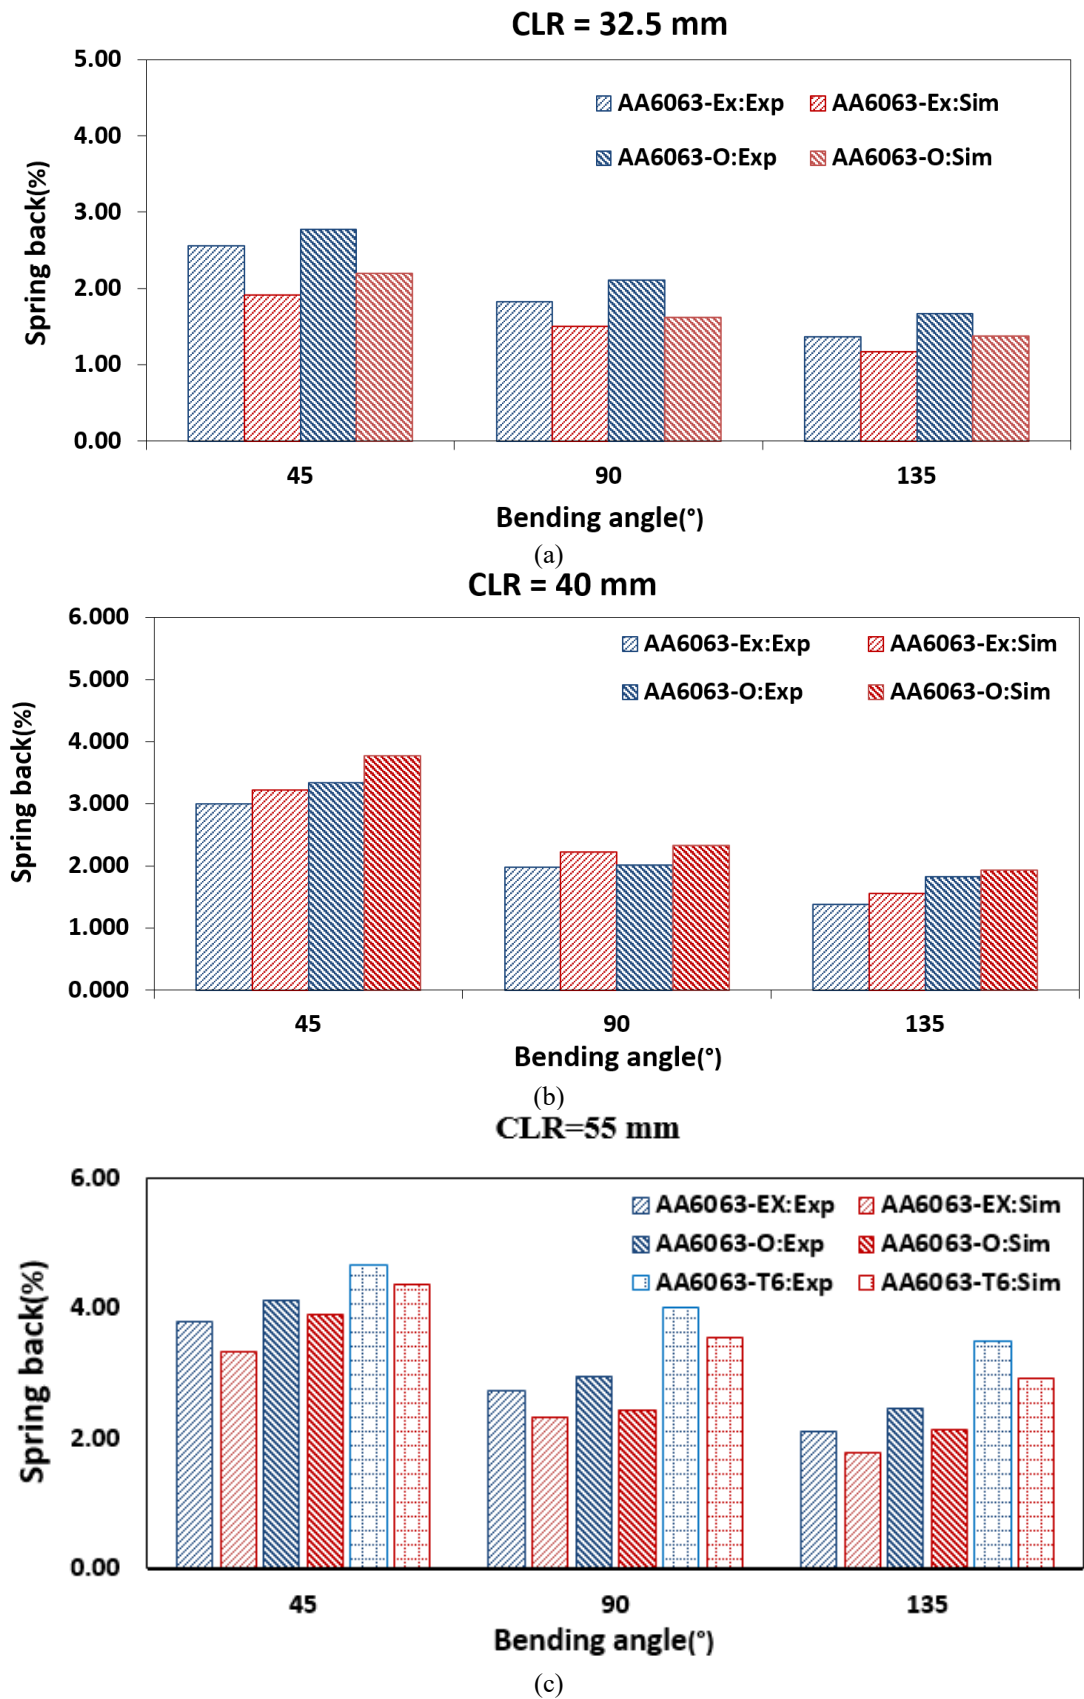 CLR = 32.5 mm
5.00
AA6063-Ex:Exp AA6063-Ex:Sim
4.00
AA6063-O:Exp AA6063-O:Sim
3.00
2.00
1.00
0.00
Spring back(%)
45 90 135
Bending angle(°)
(a)
CLR = 40 mm
6.000
AA6063-Ex:Exp AA6063-Ex:Sim
5.000
AA6063-O:Exp AA6063-O:Sim
4.000
3.000
2.000
1.000
0.000
Spring back(%)
45 90 135
Bending angle(°)
(b)
CLR=55 mm
6.00
AA6063-EX:Exp AA6063-EX:Sim
AA6063-O:Exp AA6063-O:Sim
AA6063-T6:Exp AA6063-T6:Sim
4.00
2.00
0.00
Spring back(%)
45 90 135
Bending angle(°)
(c)